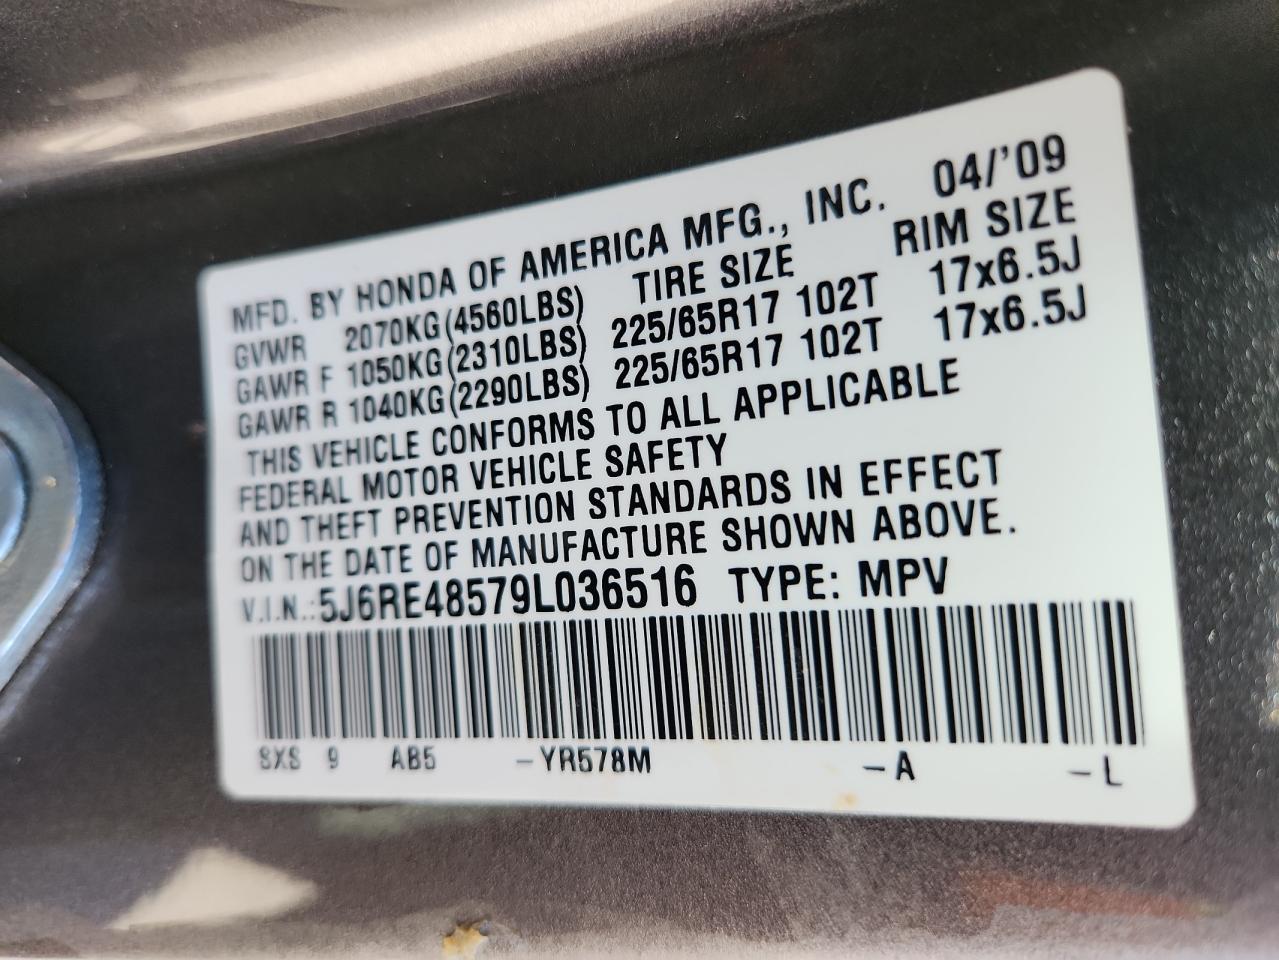 MFD. BY HONDA OF AMERICA MFG., INC. 04/'09
GVWR 2070KG(4560LBS) TIRE SIZE RIM SIZE
GAWR F 1050KG(2310LBS) 225/65R17 102T 17x6.5J
GAWR R 1040KG(2290LBS) 225/65R17 102T 17x6.5J
THIS VEHICLE CONFORMS TO ALL APPLICABLE
FEDERAL MOTOR VEHICLE SAFETY
AND THEFT PREVENTION STANDARDS IN EFFECT
ON THE DATE OF MANUFACTURE SHOWN ABOVE.
V.I.N.:5J6RE48579L036516 TYPE: MPV
SXS 9 AB5 -YR578M -A -L